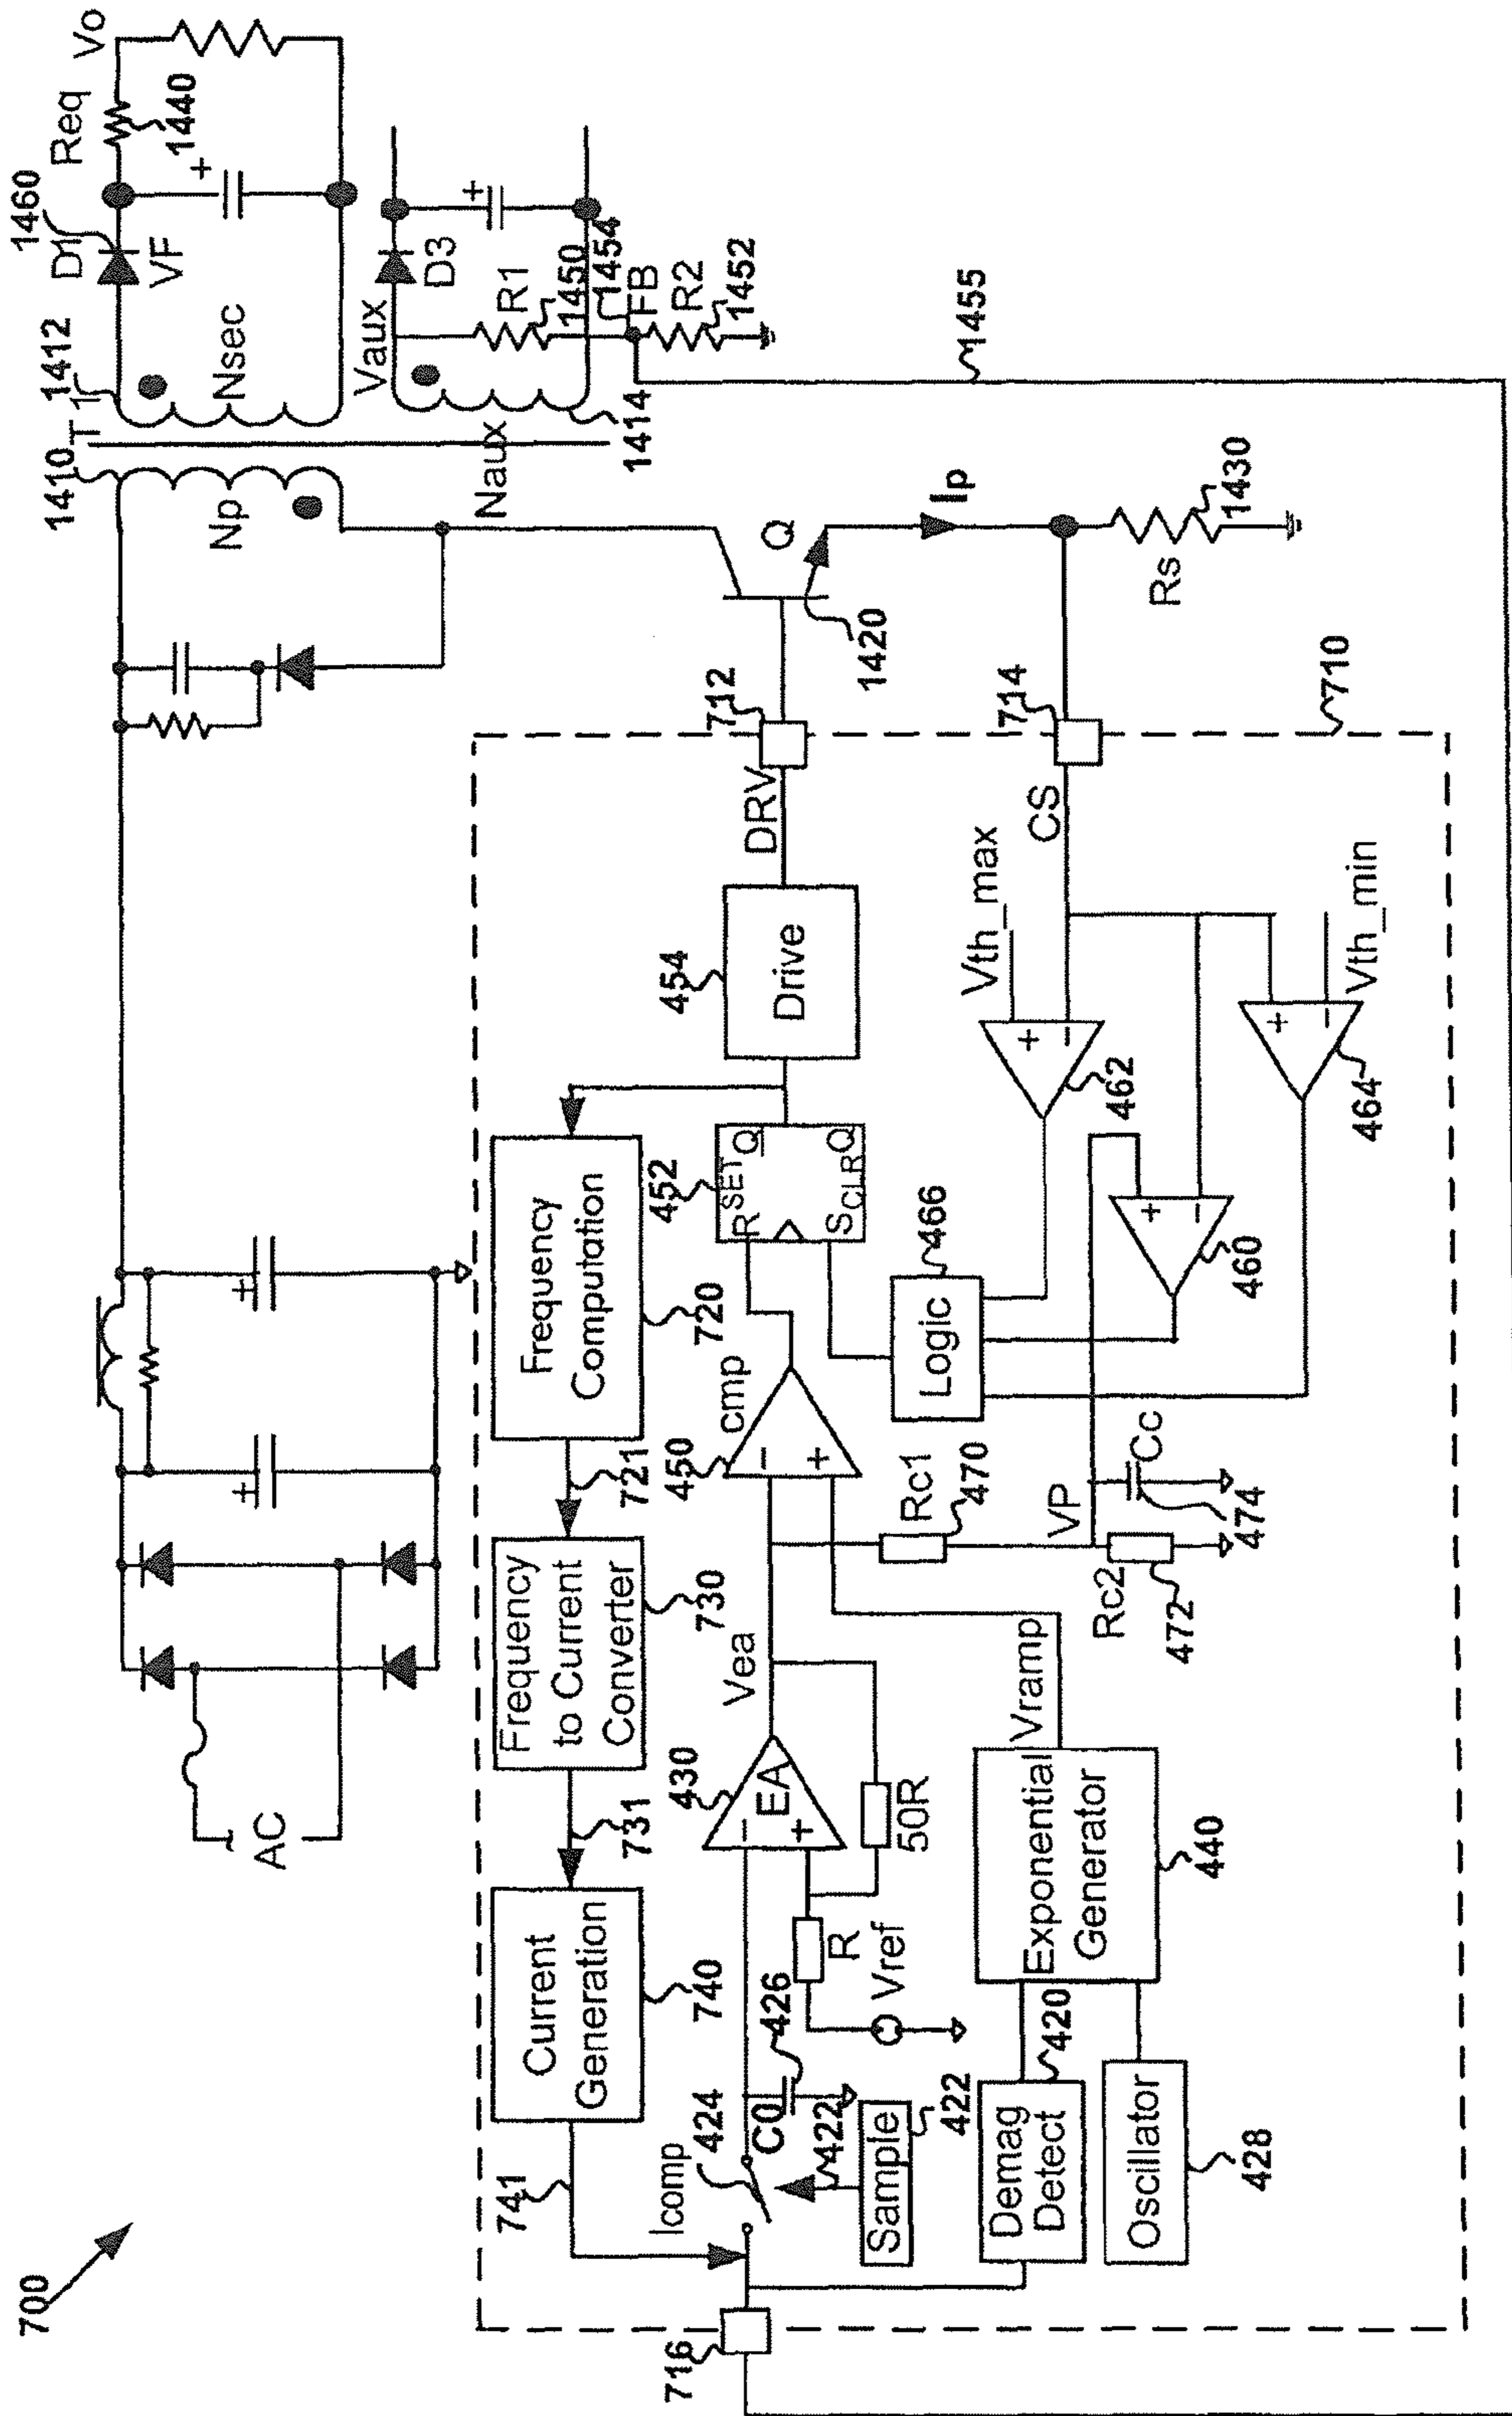 700
AC
1410
T1
1412
Np
Nsec
D1
1460
VF
Req
1440
Vo
Vaux
D3
R1
1450
1454
FB
R2
1452
Naux
1414
1455
Q
1420
Ip
Rs
1430
710
712
DRV
714
CS
716
741
Icomp
Current
Generation
740
731
Frequency
to Current
Converter
730
721
Frequency
Computation
720
424
C0
426
422
Sample
422
R
Vref
50R
430
EA
−
+
Vea
450
cmp
−
+
452
R
SET
Q
S
CLR
Q
454
Drive
Demag
Detect
420
Oscillator
428
Exponential
Generator
440
Vramp
Rc1
470
VP
Rc2
472
Cc
474
Logic
466
Vth_max
+
−
462
+
−
460
+
−
Vth_min
464